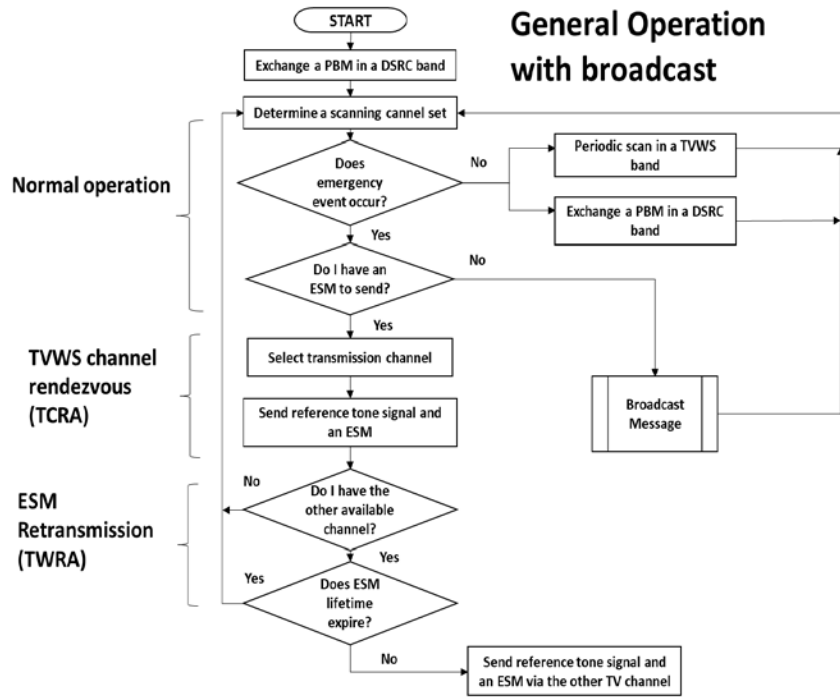 General Operation
with broadcast
START
Exchange a PBM in a DSRC band
Determine a scanning cannel set
Normal operation
Does
emergency
event occur?
No
Periodic scan in a TVWS
band
Exchange a PBM in a DSRC
band
Yes
Do I have an
ESM to send?
No
Yes
TVWS channel
rendezvous
(TCRA)
Select transmission channel
Send reference tone signal and
an ESM
Broadcast
Message
ESM
Retransmission
(TWRA)
No
Do I have the
other available
channel?
Yes
Yes
Does ESM
lifetime
expire?
No
Send reference tone signal and
an ESM via the other TV channel